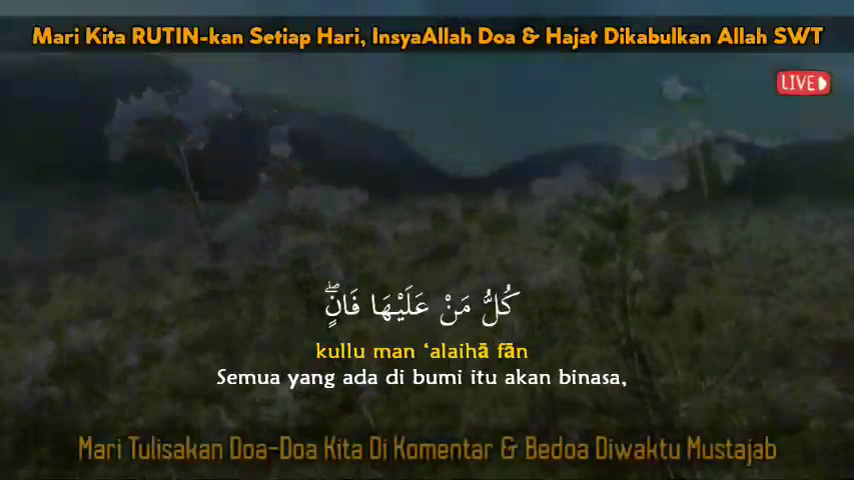 Mari Kita RUTIN-kan Setiap Hari, InsyaAllah Doa & Hajat Dikabulkan Allah SWT
LIVE
كُلُّ مَنْ عَلَيْهَا فَانٍۖ
kullu man ‘alaihā fān
Semua yang ada di bumi itu akan binasa,
Mari Tulisakan Doa-Doa Kita Di Komentar & Bedoa Diwaktu Mustajab